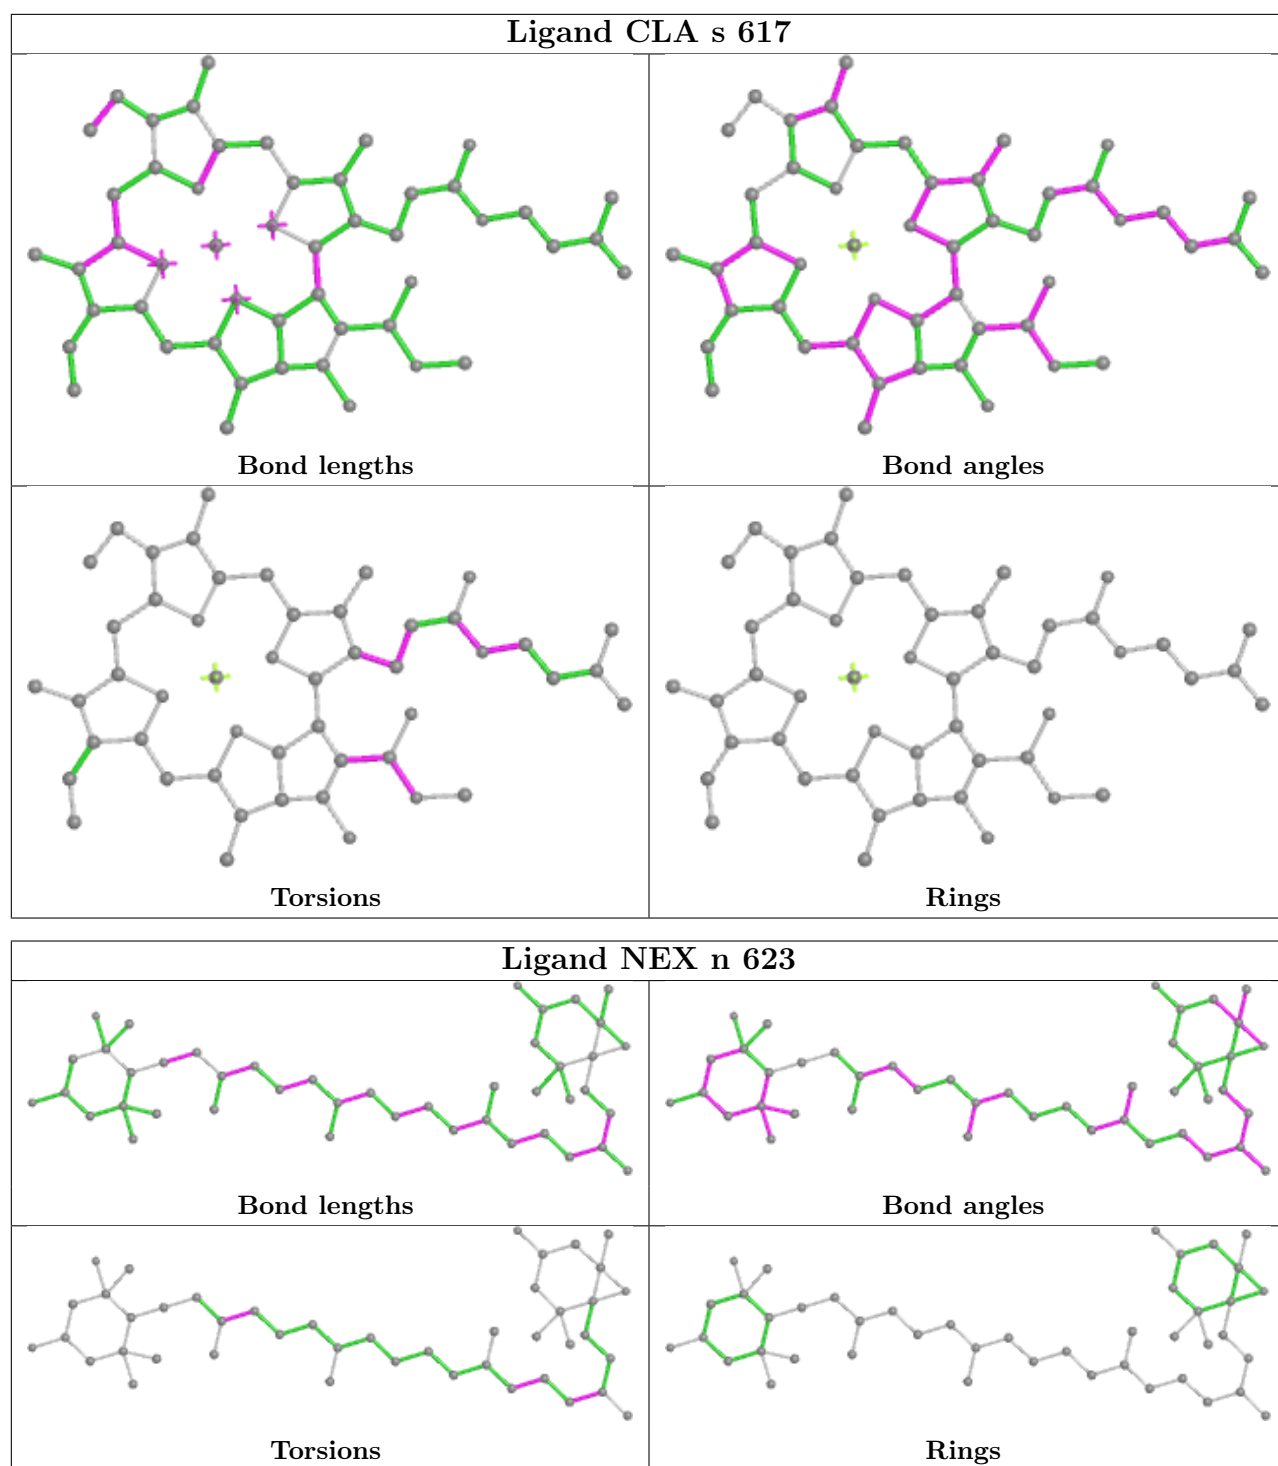 Ligand CLA s 617
Bond lengths
Bond angles
Torsions
Rings
Ligand NEX n 623
Bond lengths
Bond angles
Torsions
Rings